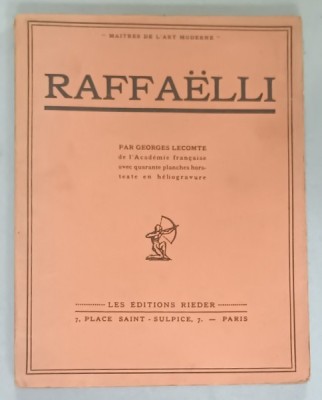 " MAITRES DE L'ART MODERNE "
RAFFAËLLI
PAR GEORGES LECONTE
de l'Académie française
avec quarante planches hors-
texte en héliogravure
LES EDITIONS RIEDER
7, PLACE SAINT-SULPICE, 7. — PARIS